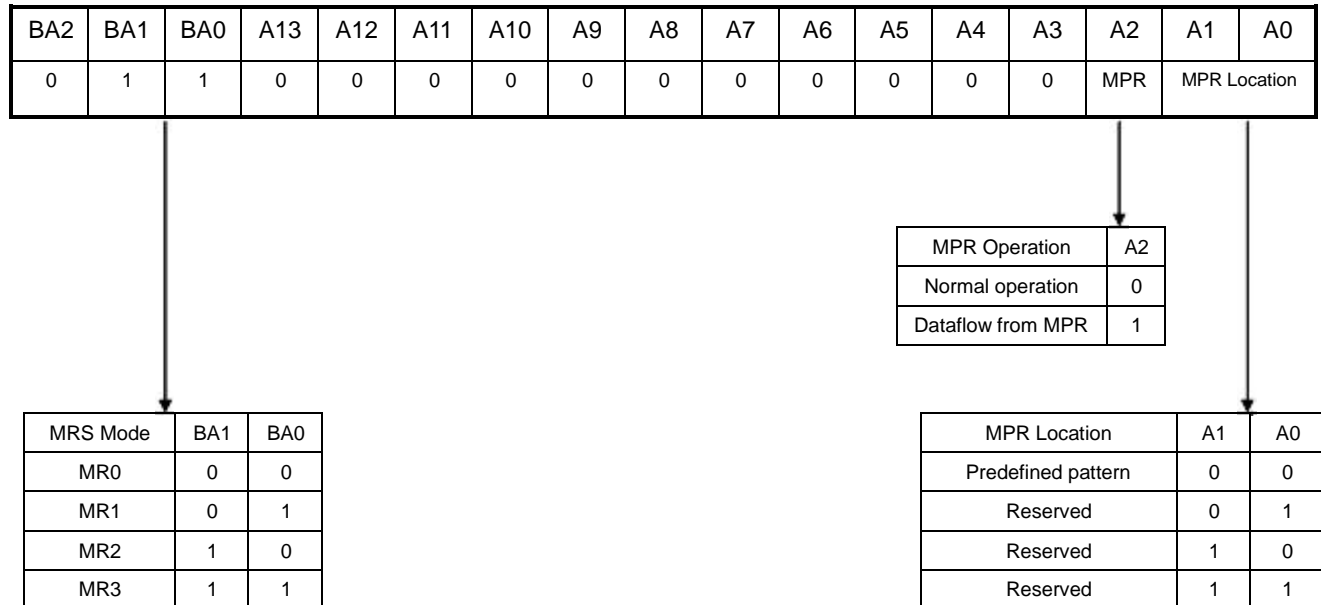 BA2 BA1 BA0 A13 A12 A11 A10 A9 A8 A7 A6 A5 A4 A3 A2 A1 A0
0 1 1 0 0 0 0 0 0 0 0 0 0 0 MPR MPR Location
MPR Operation A2
Normal operation 0
Dataflow from MPR 1
MRS Mode BA1 BA0
MR0 0 0
MR1 0 1
MR2 1 0
MR3 1 1
MPR Location A1 A0
Predefined pattern 0 0
Reserved 0 1
Reserved 1 0
Reserved 1 1